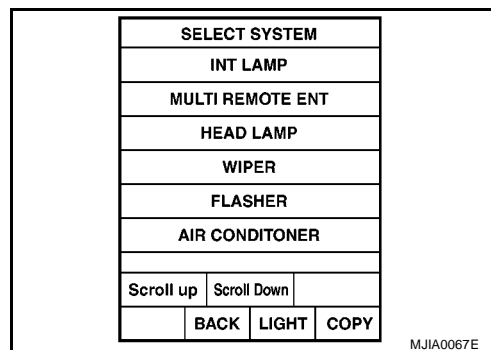 SELECT SYSTEM
INT LAMP
MULTI REMOTE ENT
HEAD LAMP
WIPER
FLASHER
AIR CONDITONER
Scroll up Scroll Down
BACK LIGHT COPY
MJIA0067E